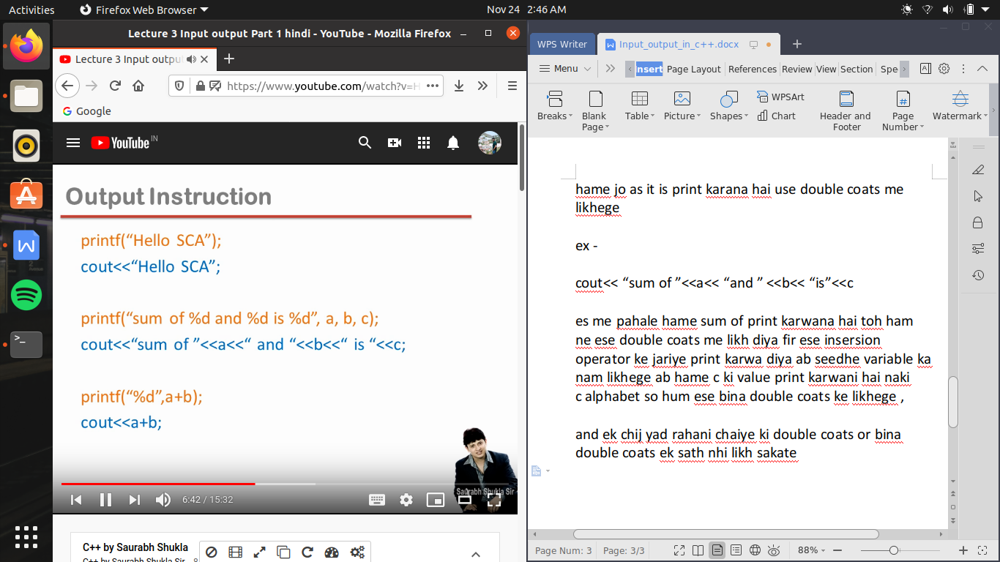 Activities
Firefox Web Browser
Nov 24 2:46 AM
Lecture 3 Input output Part 1 hindi - YouTube - Mozilla Firefox
Lecture 3 Input outpu
https://www.youtube.com/watch?v=H
Google
YouTube IN
Output Instruction
printf(“Hello SCA”);
cout<<“Hello SCA”;
printf(“sum of %d and %d is %d”, a, b, c);
cout<<“sum of ”<<a<<“ and “<<b<<“ is “<<c;
printf(“%d”,a+b);
cout<<a+b;
Saurabh Shukla Sir
6:42 / 15:32
C++ by Saurabh Shukla
C++ by Saurabh Shukla Sir
WPS Writer
Input_output_in_c++.docx
Menu
Insert
Page Layout
References
Review
View
Section
Spe
Breaks
Blank Page
Table
Picture
Shapes
WPSArt
Chart
Header and Footer
Page Number
Watermark
hame jo as it is print karana hai use double coats me
likhege
ex -
cout<< “sum of ”<<a<< “and ” <<b<< “is”<<c
es me pahale hame sum of print karwana hai toh ham
ne ese double coats me likh diya fir ese insersion
operator ke jariye print karwa diya ab seedhe variable ka
nam likhege ab hame c ki value print karwani hai naki
c alphabet so hum ese bina double coats ke likhege ,
and ek chij yad rahani chaiye ki double coats or bina
double coats ek sath nhi likh sakate
Page Num: 3
Page: 3/3
88%